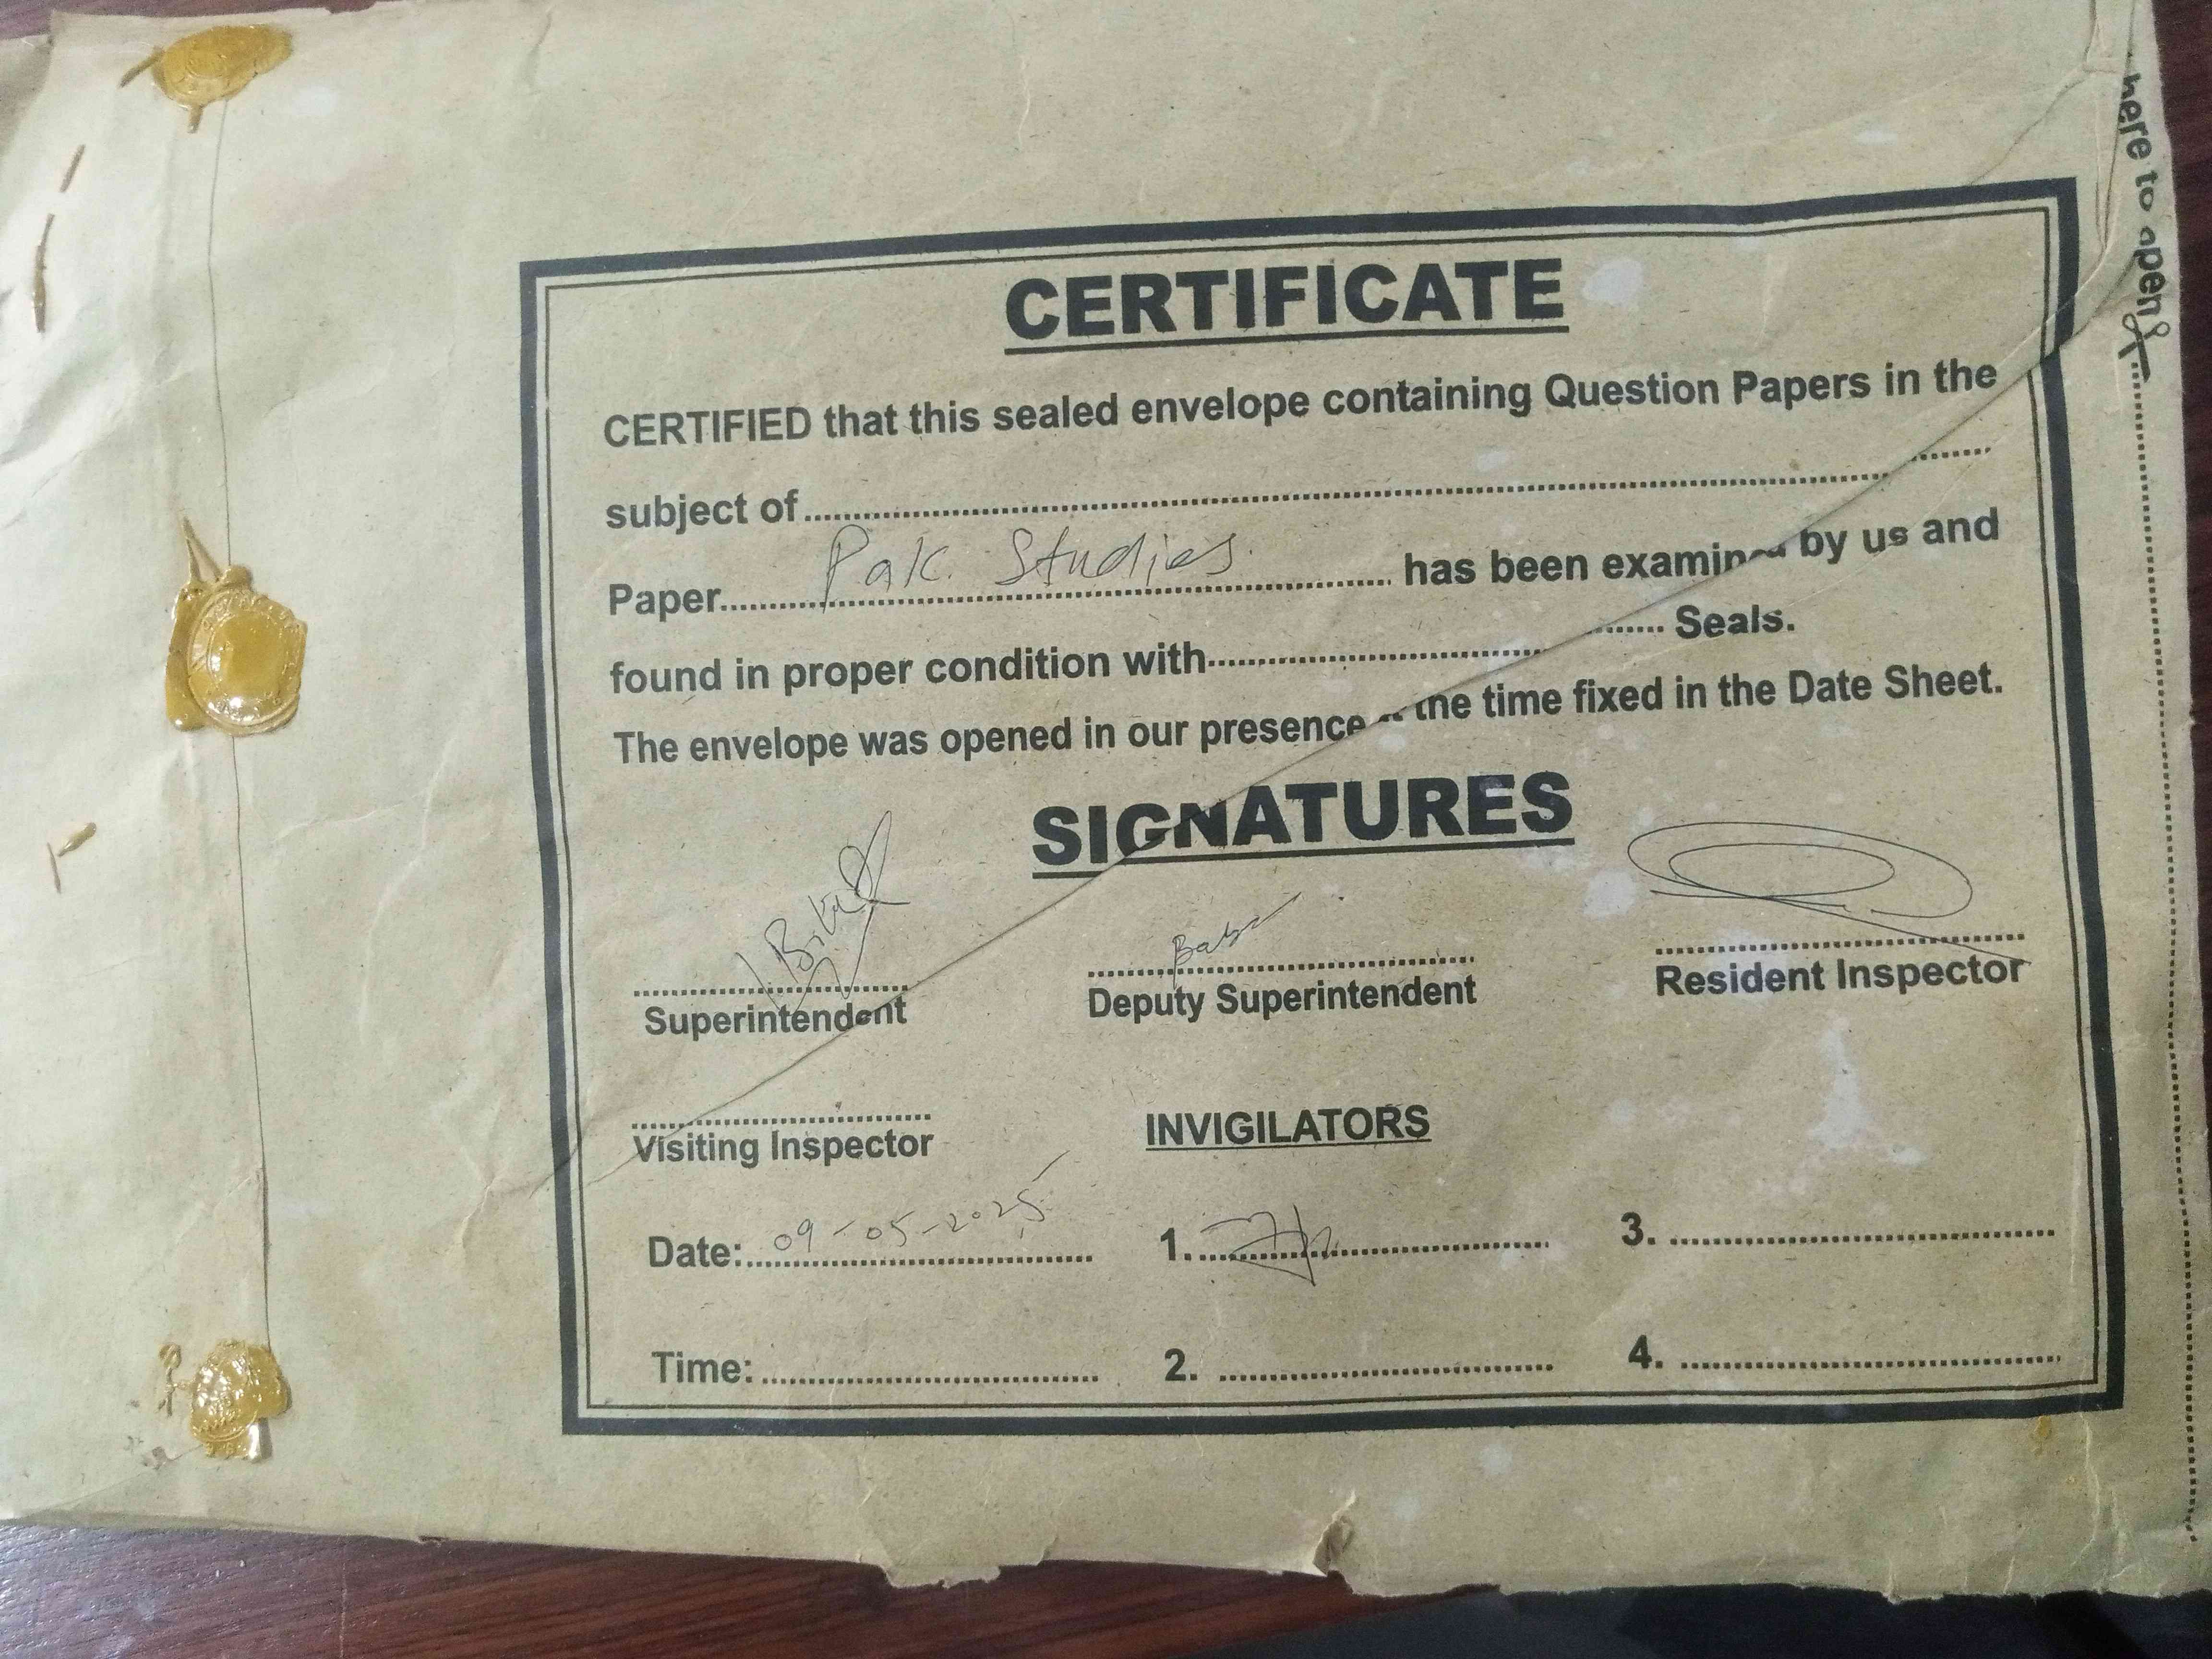 here to open
CERTIFICATE
CERTIFIED that this sealed envelope containing Question Papers in the
subject of
Paper Pak. Studies. has been examined by us and
found in proper condition with Seals.
The envelope was opened in our presence the time fixed in the Date Sheet.
SIGNATURES
Superintendent Deputy Superintendent Resident Inspector
Visiting Inspector INVIGILATORS
Date: 09-05-2025 1. 3.
Time: 2. 4.